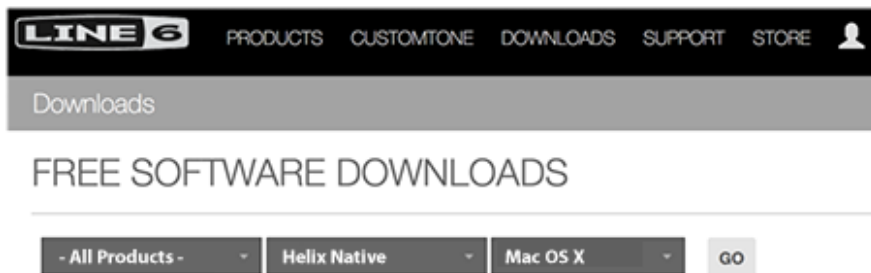 LINE 6 PRODUCTS CUSTOMTONE DOWNLOADS SUPPORT STORE
Downloads
FREE SOFTWARE DOWNLOADS
- All Products - Helix Native Mac OS X GO